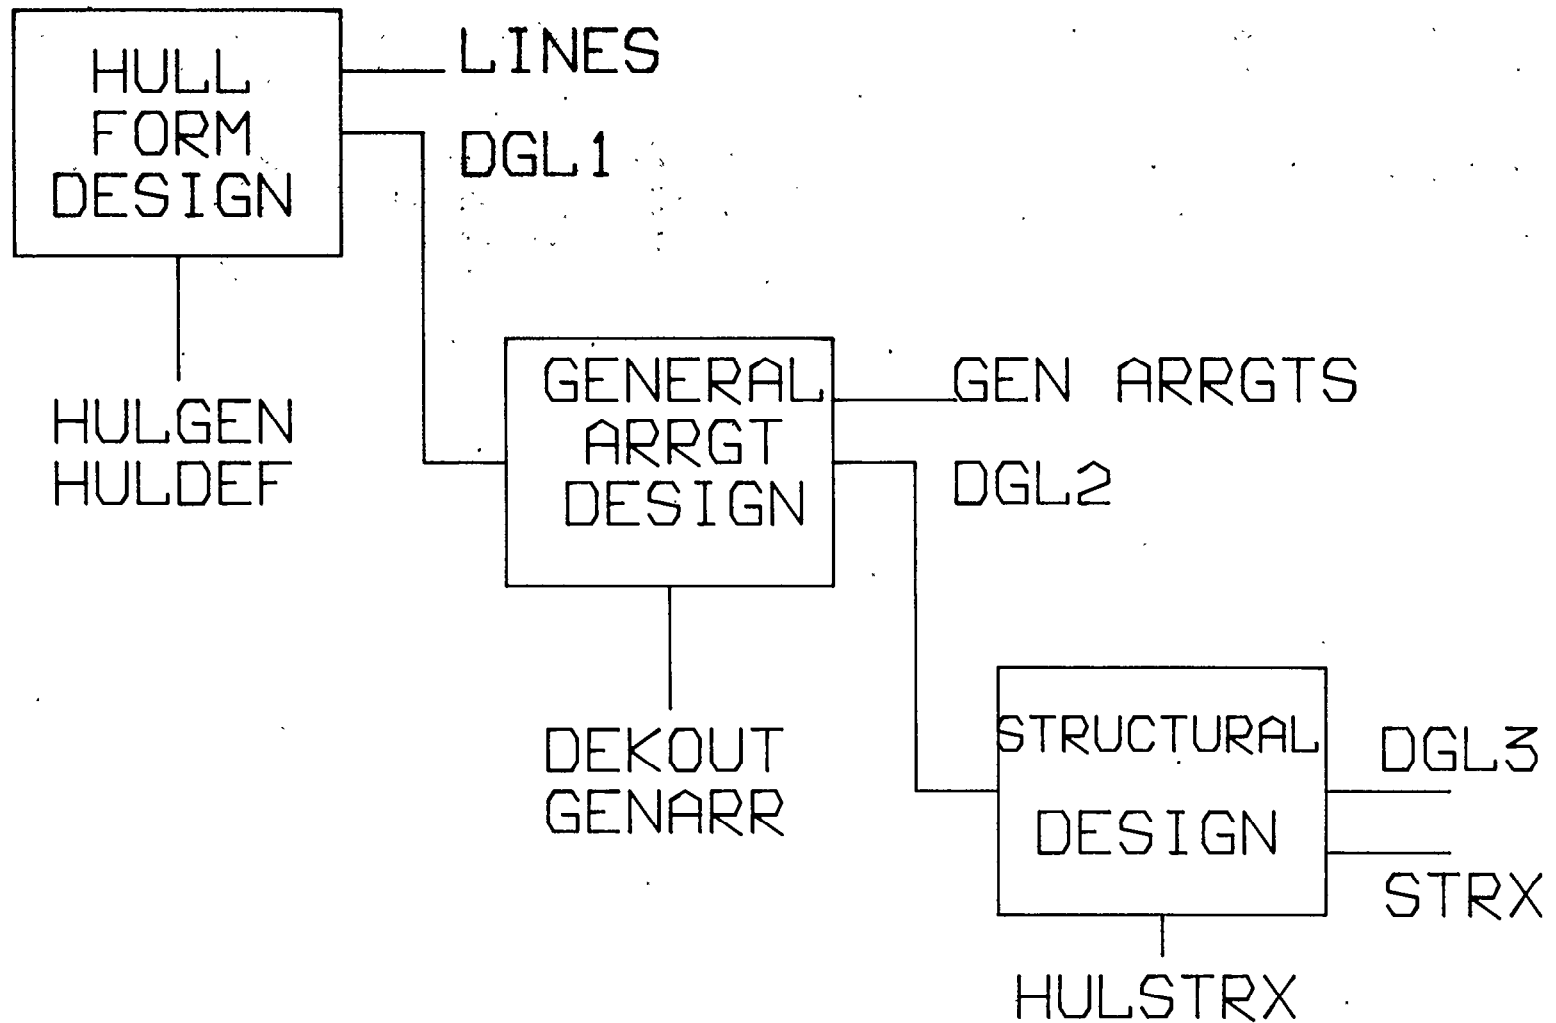 HULL
FORM
DESIGN
LINES
DGL1
HULGEN
HULDEF
GENERAL
ARRGT
DESIGN
GEN ARRGTS
DGL2
DEKOUT
GENARR
STRUCTURAL
DESIGN
DGL3
STRX
HULSTRX